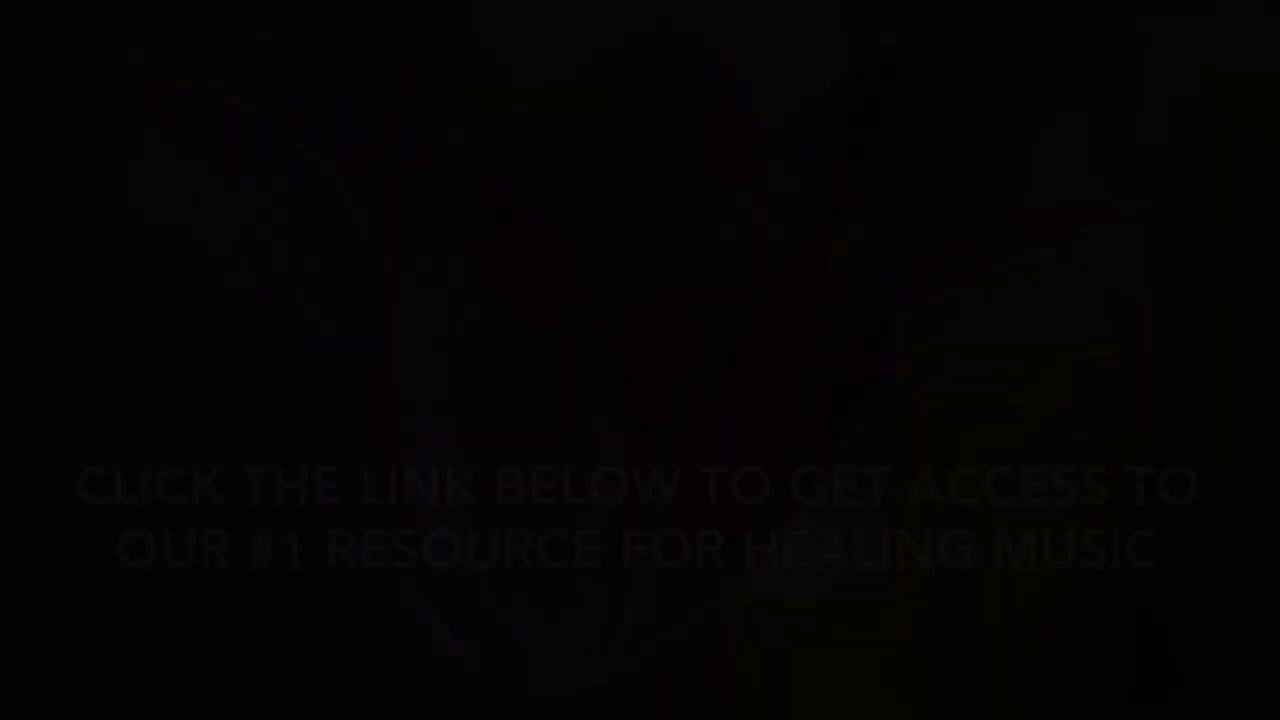 CLICK THE LINK BELOW TO GET ACCESS TO
OUR #1 RESOURCE FOR HEALING MUSIC